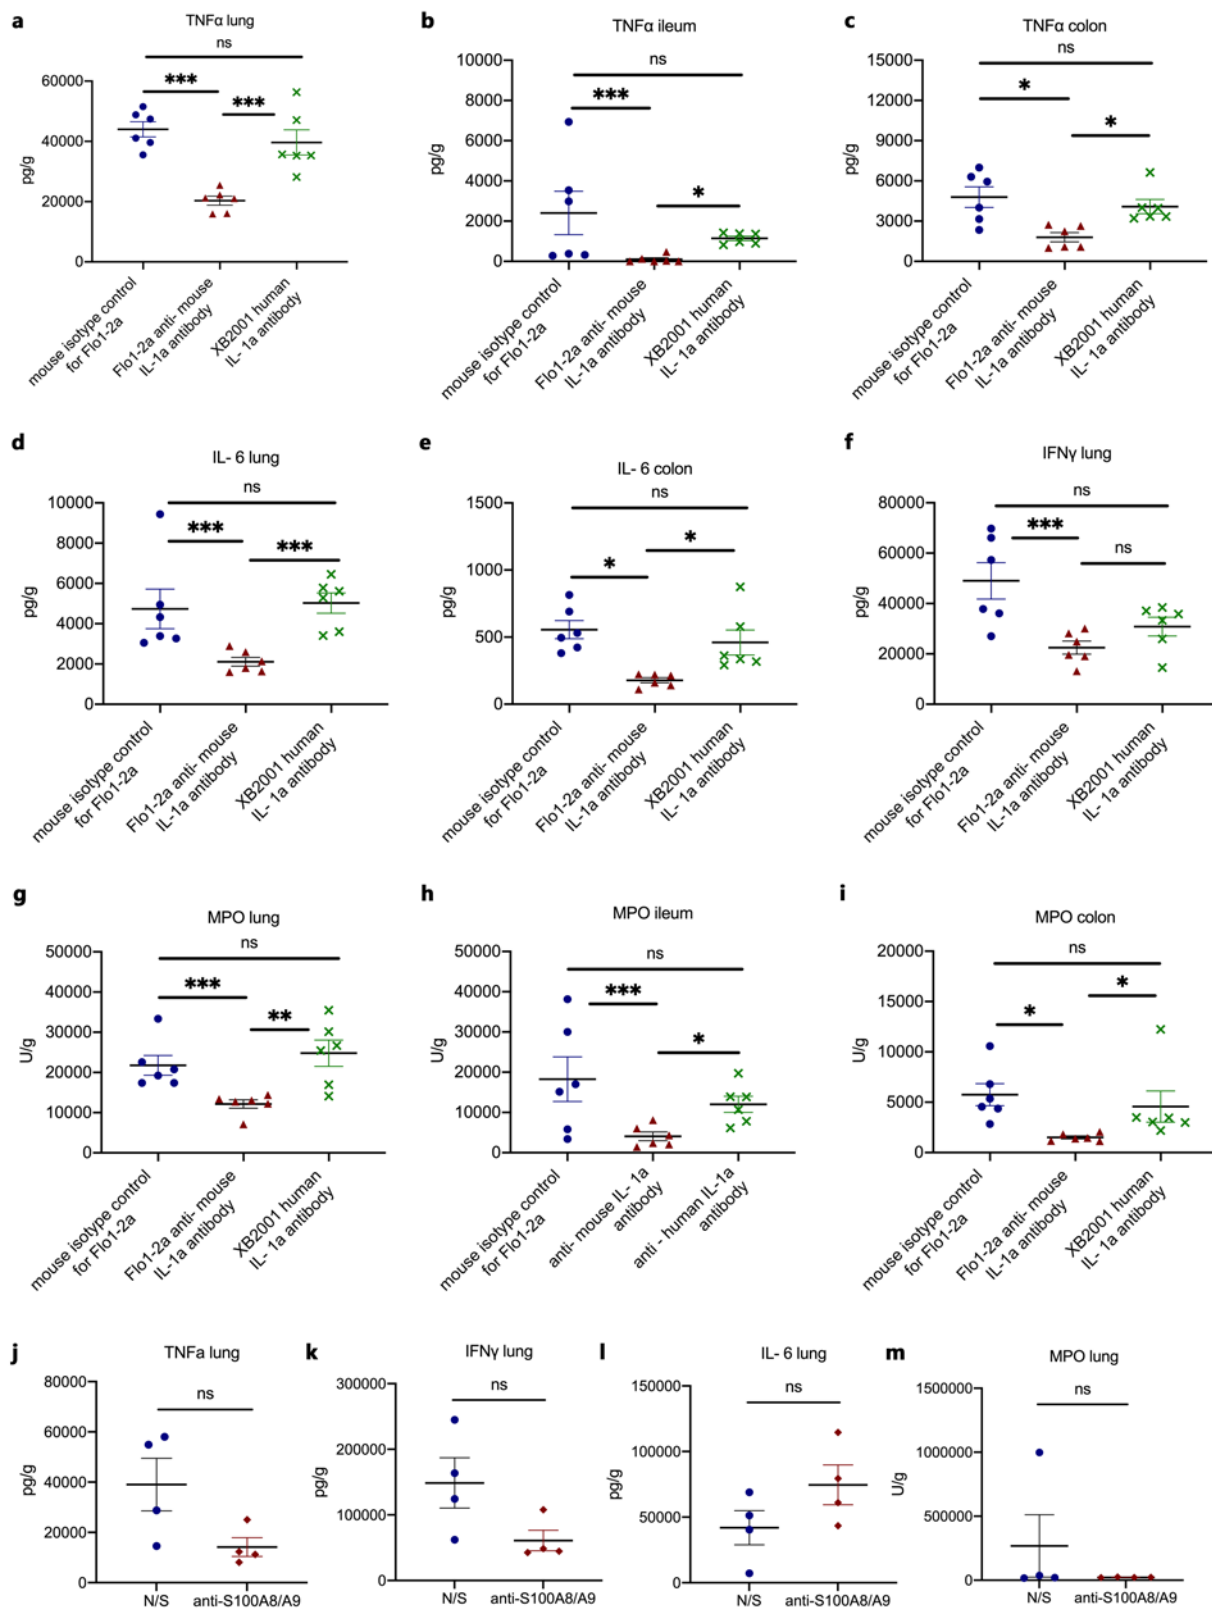 a
TNFα lung
ns
***
***
60000
40000
20000
0
pg/g
mouse isotype control
for Flo1-2a
Flo1-2a anti- mouse
IL-1a antibody
XB2001 human
IL- 1a antibody
b
TNFα ileum
ns
***
*
10000
8000
6000
4000
2000
0
pg/g
mouse isotype control
for Flo1-2a
Flo1-2a anti- mouse
IL-1a antibody
XB2001 human
IL- 1a antibody
c
TNFα colon
ns
*
*
15000
12000
9000
6000
3000
0
pg/g
mouse isotype control
for Flo1-2a
Flo1-2a anti- mouse
IL-1a antibody
XB2001 human
IL- 1a antibody
d
IL- 6 lung
ns
***
***
10000
8000
6000
4000
2000
0
pg/g
mouse isotype control
for Flo1-2a
Flo1-2a anti- mouse
IL-1a antibody
XB2001 human
IL- 1a antibody
e
IL- 6 colon
ns
*
*
1500
1000
500
0
pg/g
mouse isotype control
for Flo1-2a
Flo1-2a anti- mouse
IL-1a antibody
XB2001 human
IL- 1a antibody
f
IFNγ lung
ns
***
ns
80000
60000
40000
20000
0
pg/g
mouse isotype control
for Flo1-2a
Flo1-2a anti- mouse
IL-1a antibody
XB2001 human
IL- 1a antibody
g
MPO lung
ns
***
**
50000
40000
30000
20000
10000
0
U/g
mouse isotype control
for Flo1-2a
Flo1-2a anti- mouse
IL-1a antibody
XB2001 human
IL- 1a antibody
h
MPO ileum
ns
***
*
50000
40000
30000
20000
10000
0
U/g
mouse isotype control
for Flo1-2a
anti- mouse IL- 1a
antibody
anti - human IL-1a
antibody
i
MPO colon
ns
*
*
20000
15000
10000
5000
0
U/g
mouse isotype control
for Flo1-2a
Flo1-2a anti- mouse
IL-1a antibody
XB2001 human
IL- 1a antibody
j
TNFa lung
ns
80000
60000
40000
20000
0
pg/g
N/S
anti-S100A8/A9
k
IFNγ lung
ns
300000
200000
100000
0
pg/g
N/S
anti-S100A8/A9
l
IL- 6 lung
ns
150000
100000
50000
0
pg/g
N/S
anti-S100A8/A9
m
MPO lung
ns
1500000
1000000
500000
0
U/g
N/S
anti-S100A8/A9